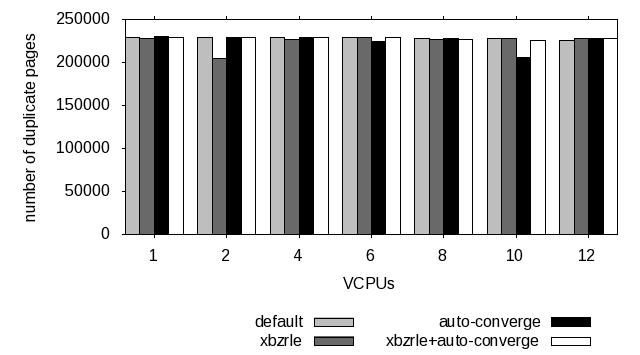 250000
200000
150000
100000
50000
0
number of duplicate pages
1 2 4 6 8 10 12
VCPUs
default auto-converge
xbzrle xbzrle+auto-converge